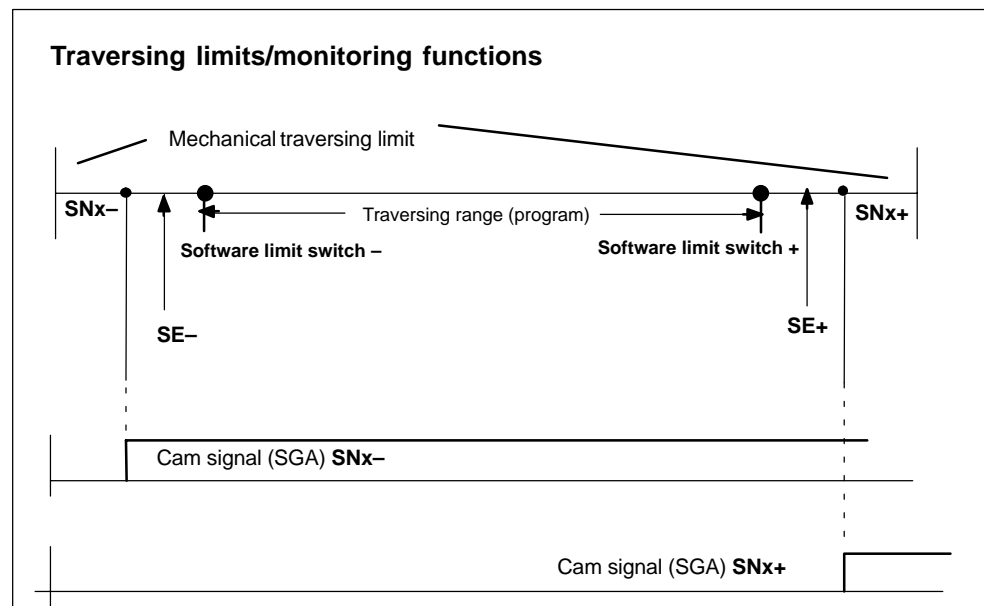 Traversing limits/monitoring functions
Mechanical traversing limit
SNx–
SNx+
Traversing range (program)
Software limit switch –
Software limit switch +
SE–
SE+
Cam signal (SGA) SNx–
Cam signal (SGA) SNx+